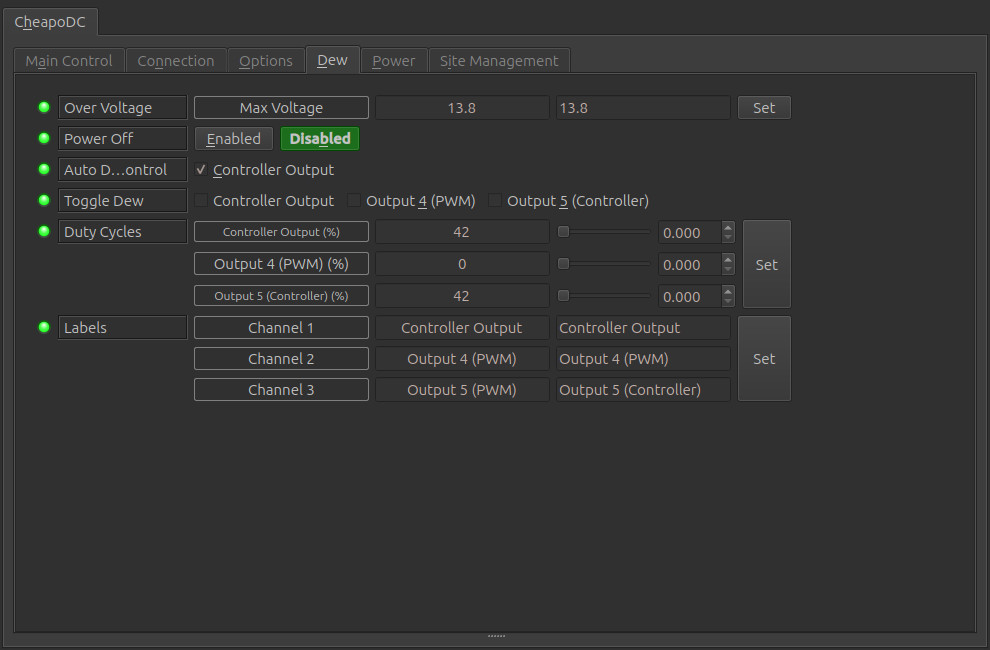 CheapoDC
Main Control Connection Options Dew Power Site Management
Over Voltage Max Voltage 13.8 13.8 Set
Power Off Enabled Disabled
Auto D...ontrol Controller Output
Toggle Dew Controller Output Output 4 (PWM) Output 5 (Controller)
Duty Cycles Controller Output (%) 42 0.000
Output 4 (PWM) (%) 0 0.000 Set
Output 5 (Controller) (%) 42 0.000
Labels Channel 1 Controller Output Controller Output
Channel 2 Output 4 (PWM) Output 4 (PWM) Set
Channel 3 Output 5 (PWM) Output 5 (Controller)